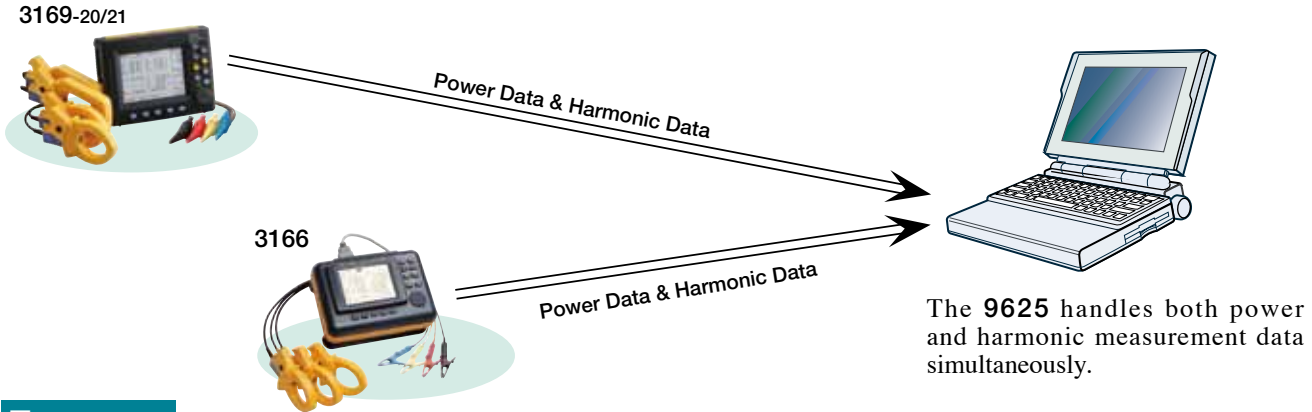 3169-20/21
Power Data & Harmonic Data
3166
Power Data & Harmonic Data
The 9625 handles both power
and harmonic measurement data
simultaneously.